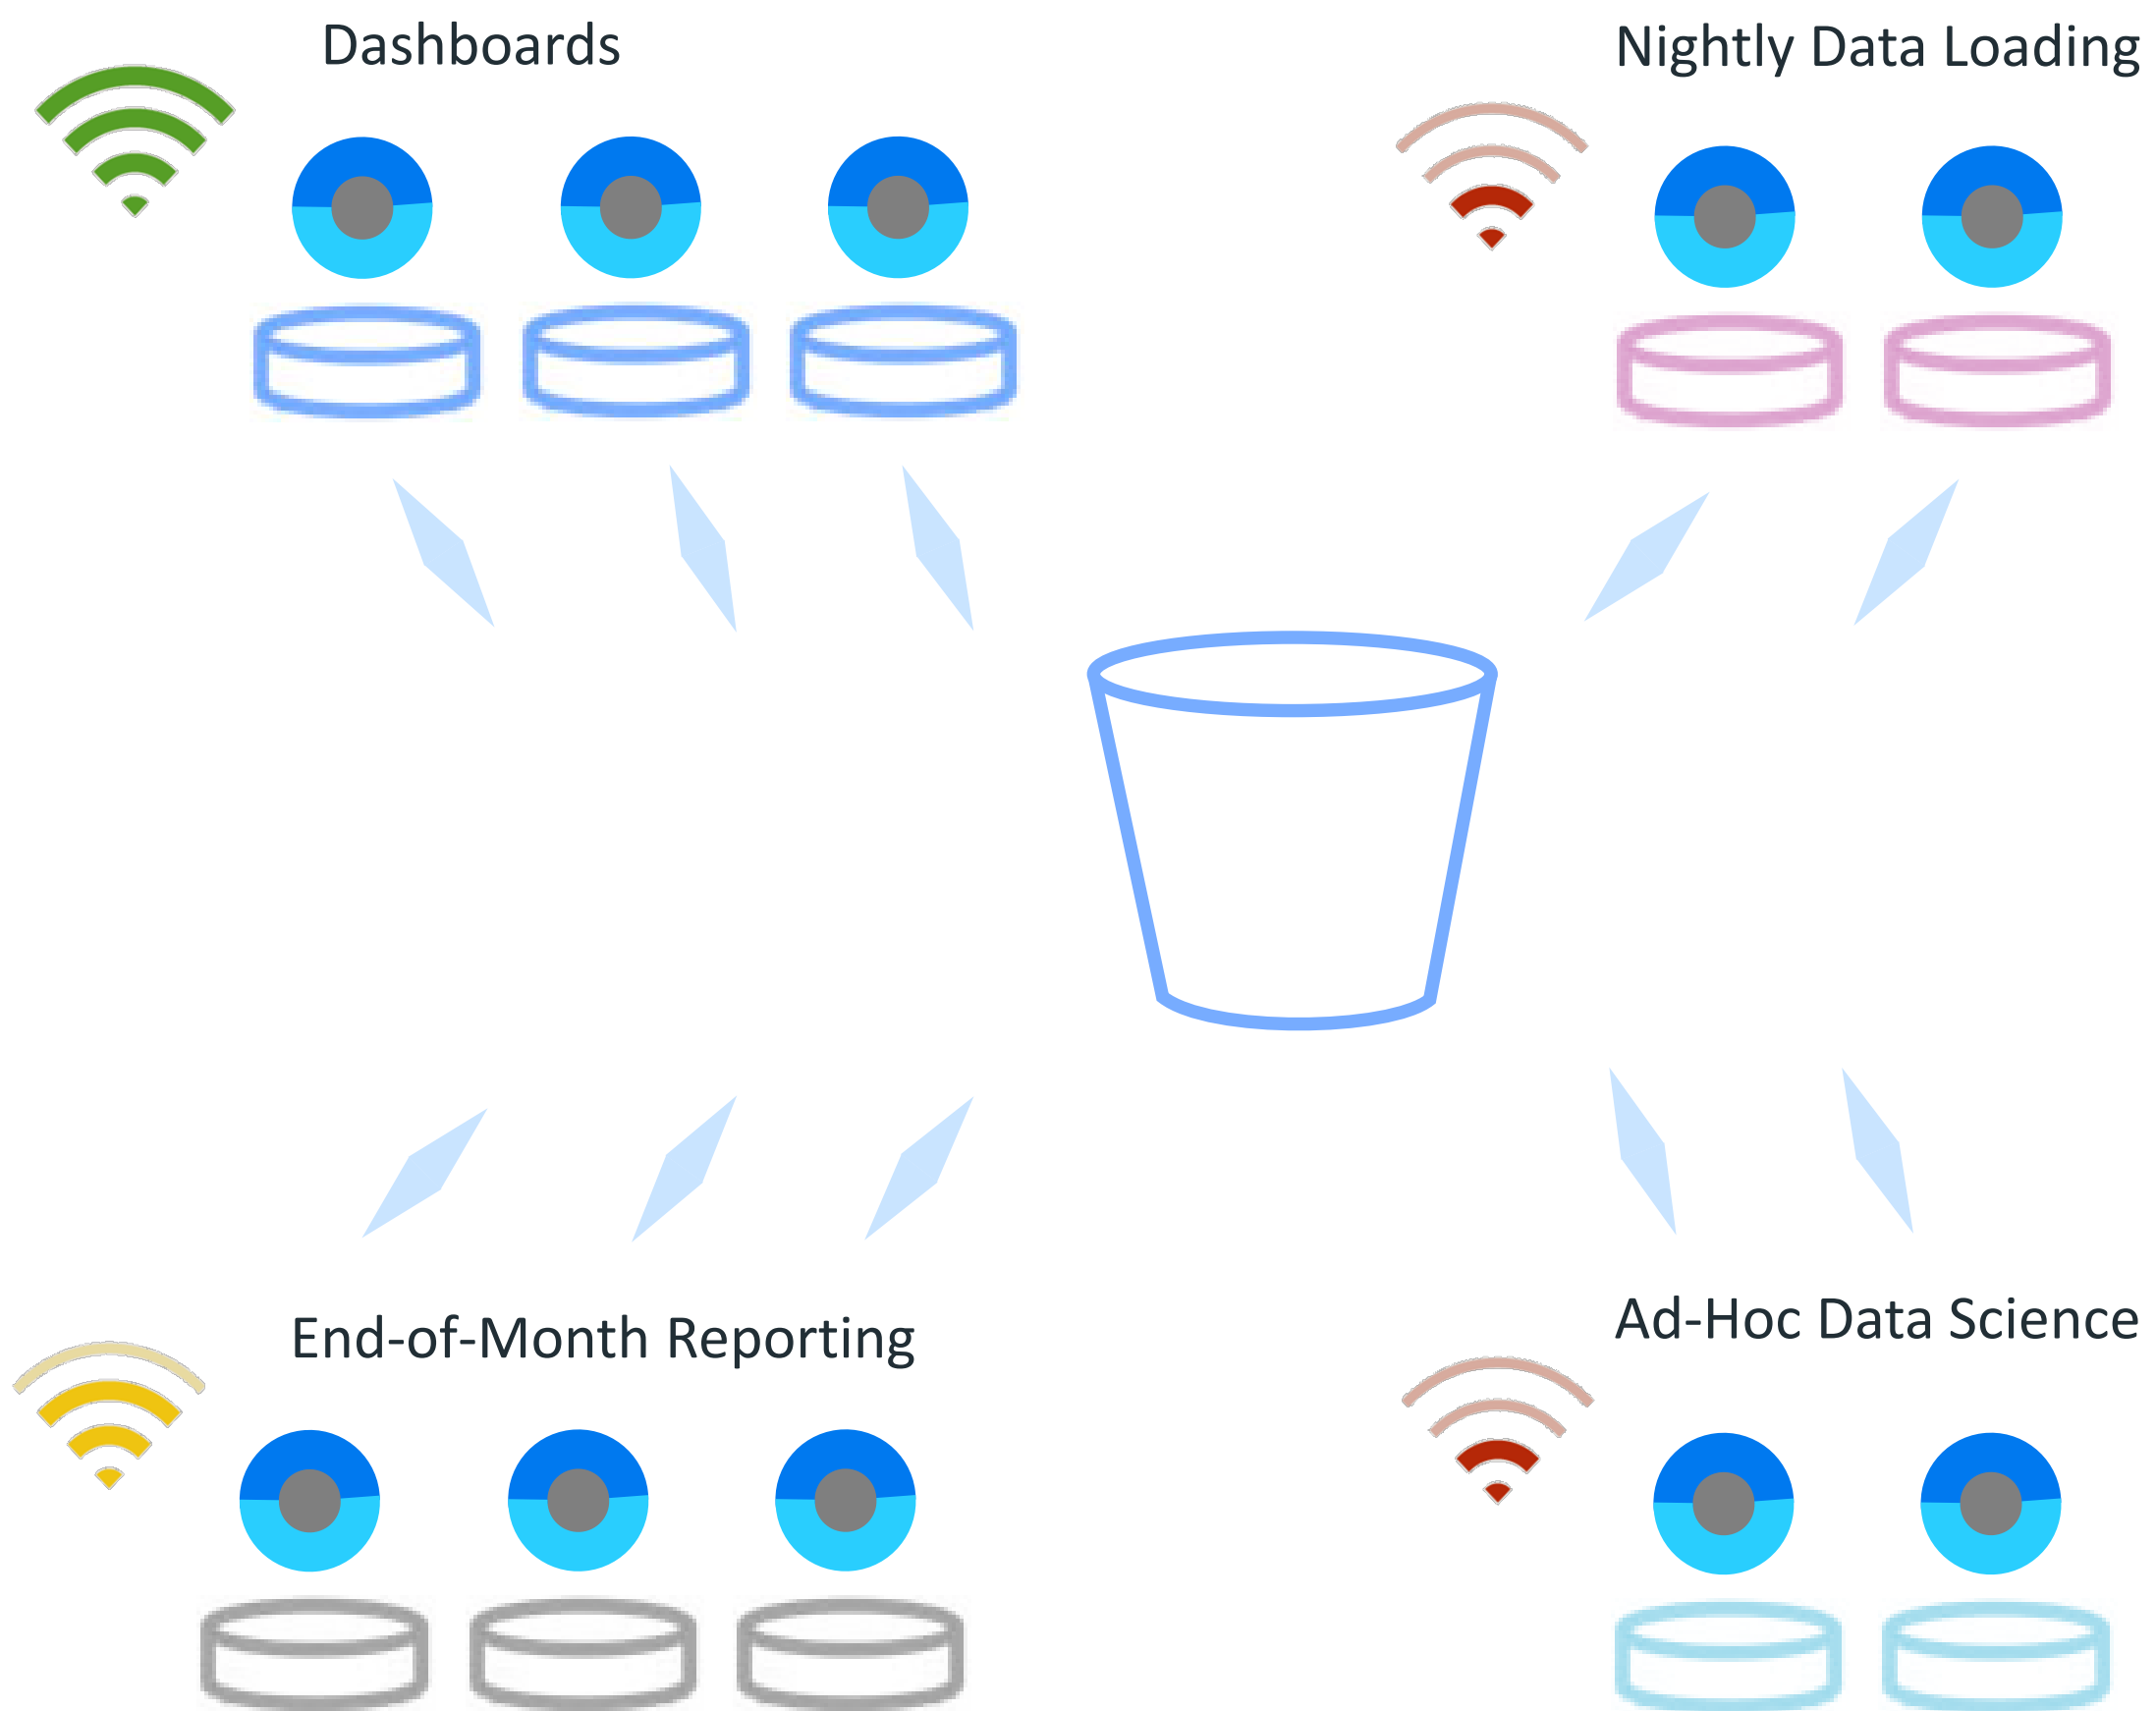 Dashboards
Nightly Data Loading
End-of-Month Reporting
Ad-Hoc Data Science